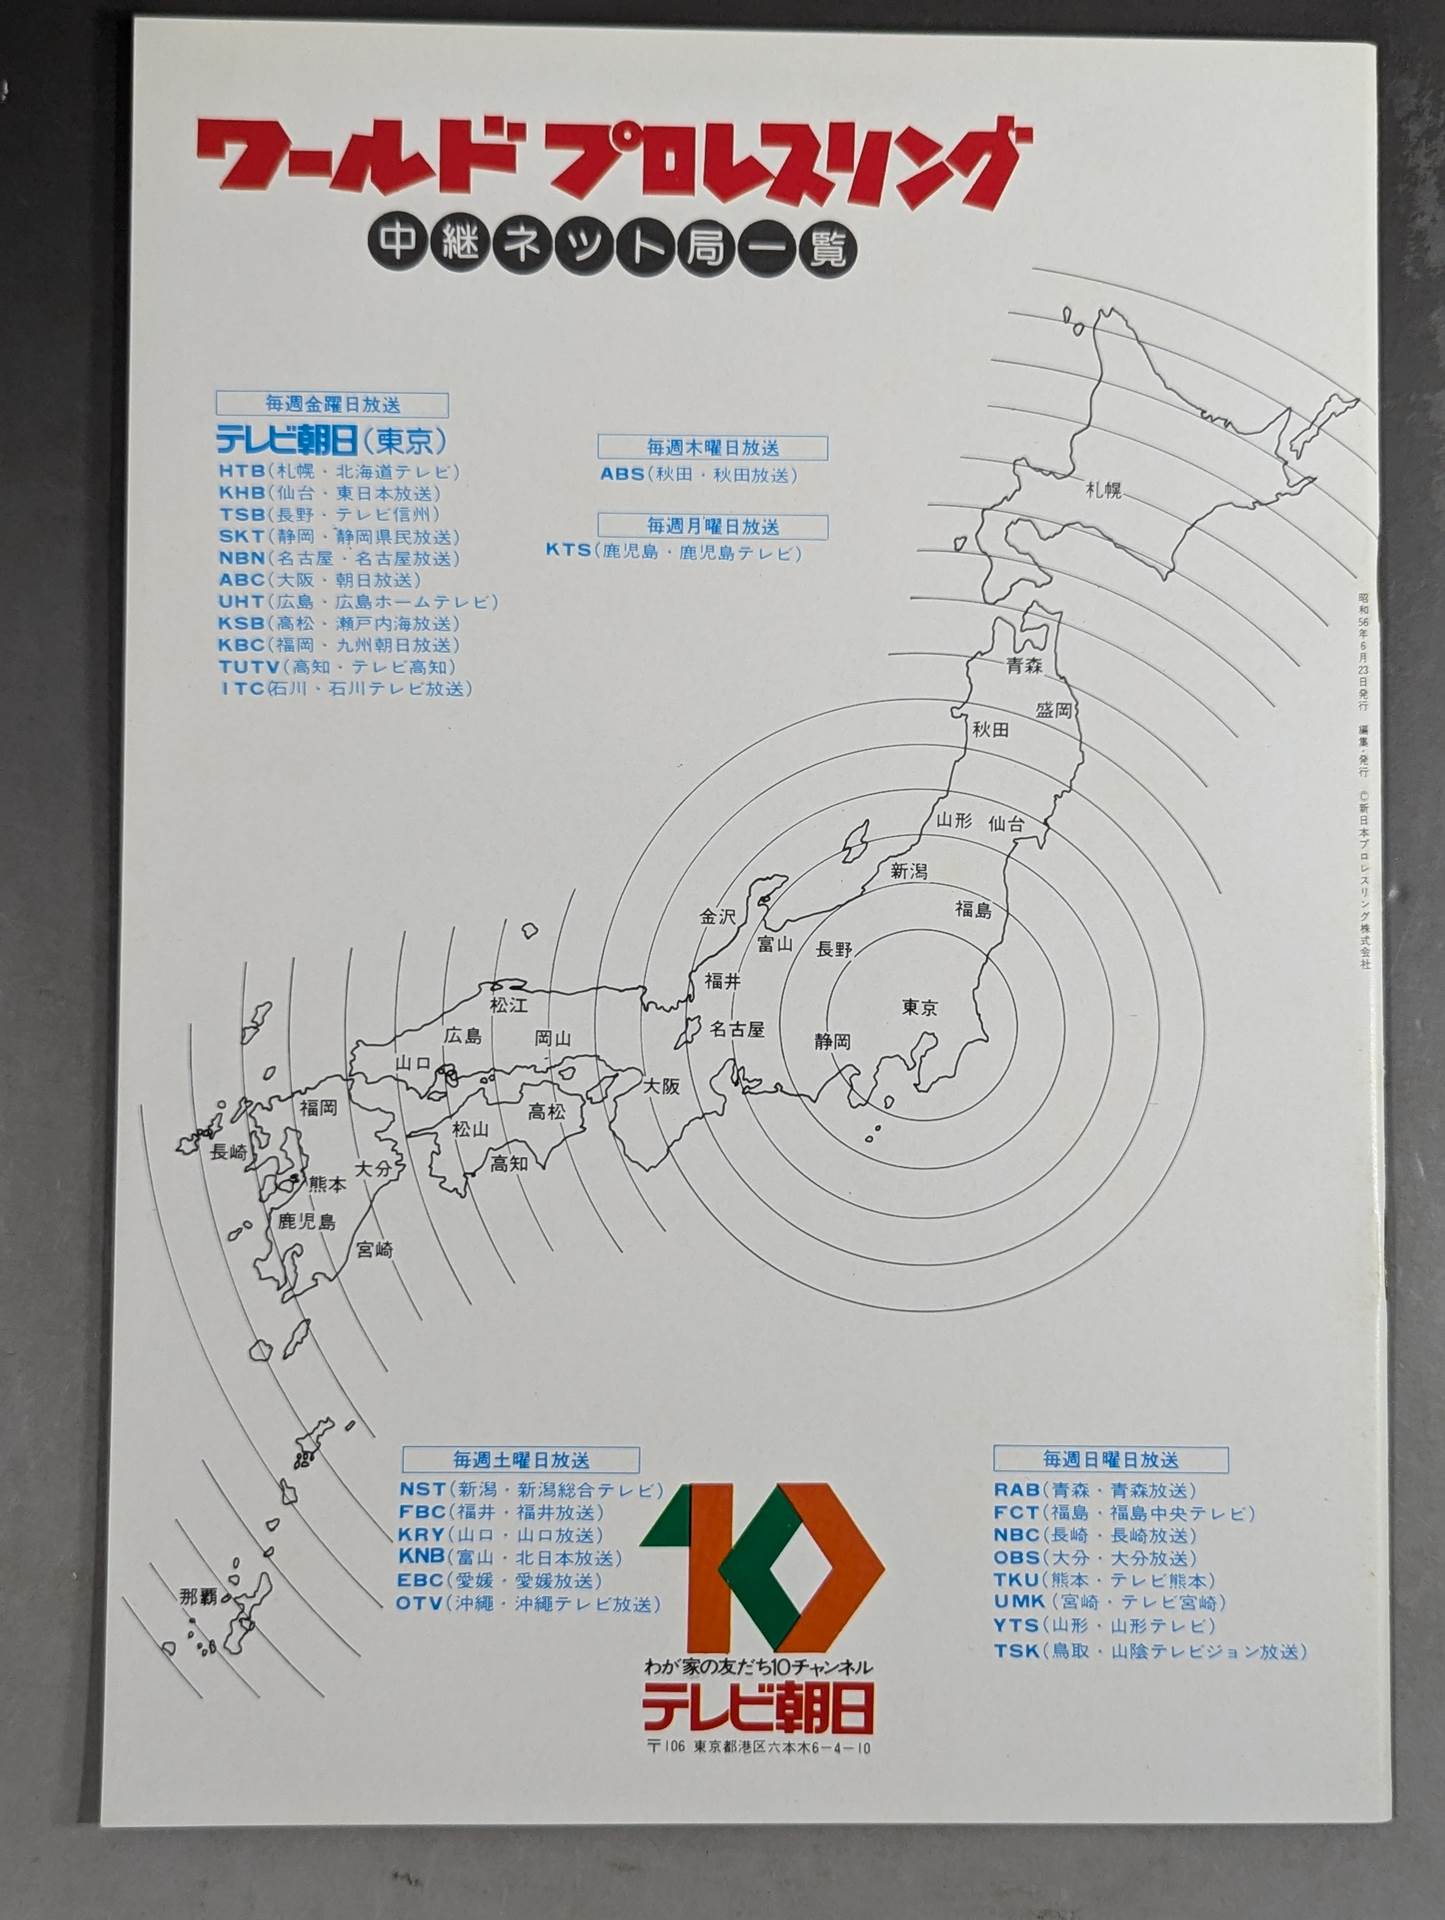 ワールド プロレスリング
中継ネット局一覧
毎週金曜日放送
テレビ朝日(東京)
HTB(札幌・北海道テレビ)
KHB(仙台・東日本放送)
TSB(長野・テレビ信州)
SKT(静岡・静岡県民放送)
NBN(名古屋・名古屋放送)
ABC(大阪・朝日放送)
UHT(広島・広島ホームテレビ)
KSB(高松・瀬戸内海放送)
KBC(福岡・九州朝日放送)
TUTV(高知・テレビ高知)
ITC(石川・石川テレビ放送)
毎週木曜日放送
ABS(秋田・秋田放送)
毎週月曜日放送
KTS(鹿児島・鹿児島テレビ)
札幌
青森
盛岡
秋田
山形 仙台
新潟
福島
金沢
富山 長野
福井
東京
名古屋
静岡
松江
広島 岡山
山口
大阪
福岡
高松
松山
長崎
大分 高知
熊本
鹿児島
宮崎
那覇
昭和56年6月23日発行 編集・発行 ©新日本プロレスリング株式会社
毎週土曜日放送
NST(新潟・新潟総合テレビ)
FBC(福井・福井放送)
KRY(山口・山口放送)
KNB(富山・北日本放送)
EBC(愛媛・愛媛放送)
OTV(沖縄・沖縄テレビ放送)
毎週日曜日放送
RAB(青森・青森放送)
FCT(福島・福島中央テレビ)
NBC(長崎・長崎放送)
OBS(大分・大分放送)
TKU(熊本・テレビ熊本)
UMK(宮崎・テレビ宮崎)
YTS(山形・山形テレビ)
TSK(鳥取・山陰テレビジョン放送)
10
わが家の友だち10チャンネル
テレビ朝日
〒106 東京都港区六本木6-4-10